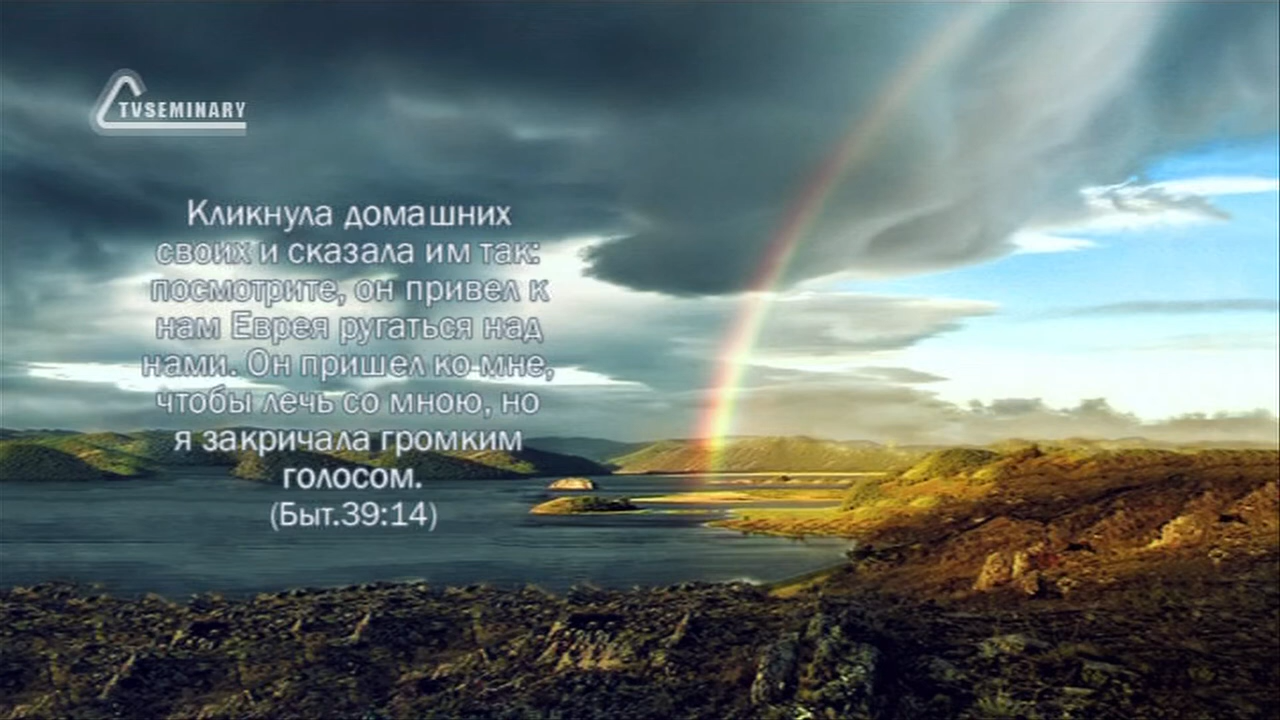 TVSEMINARY
Кликнула домашних
своих и сказала им так:
посмотрите, он привел к
нам Еврея ругаться над
нами. Он пришел ко мне,
чтобы лечь со мною, но
я закричала громким
голосом.
(Быт.39:14)